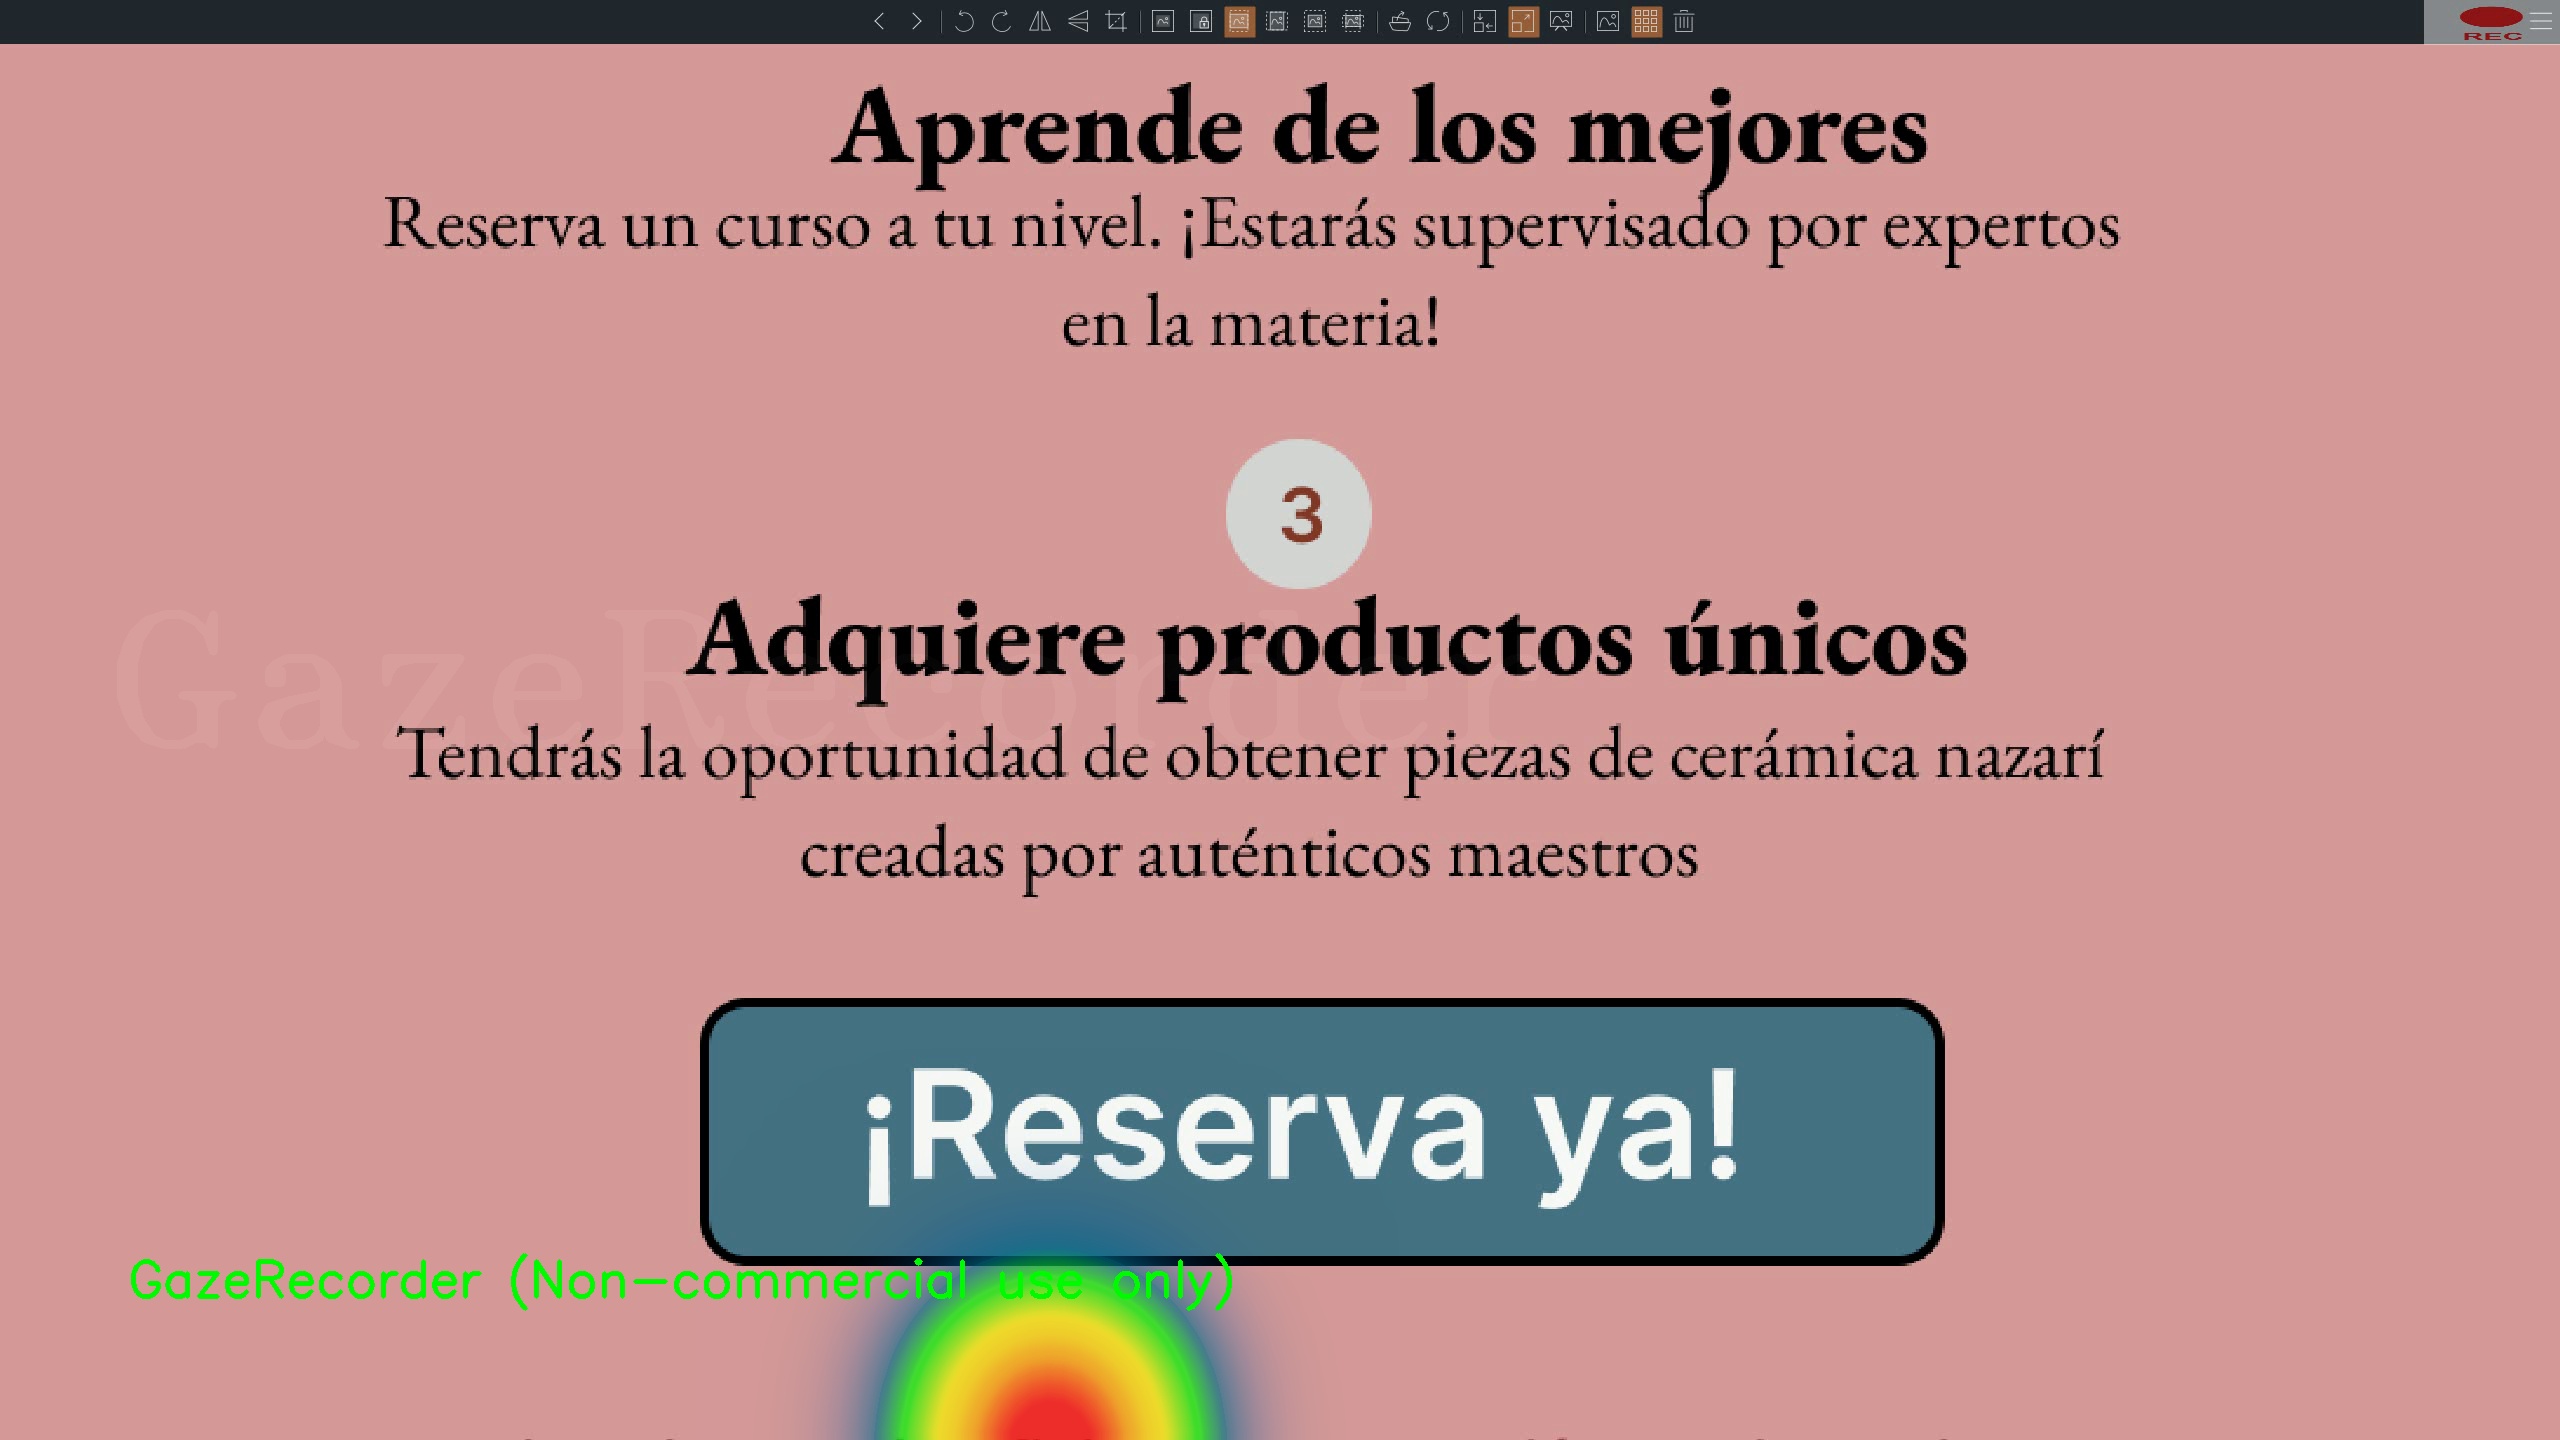 REC
Aprende de los mejores
Reserva un curso a tu nivel. ¡Estarás supervisado por expertos
en la materia!
3
Adquiere productos únicos
GazeRecorder
Tendrás la oportunidad de obtener piezas de cerámica nazarí
creadas por auténticos maestros
¡Reserva ya!
GazeRecorder (Non-commercial use only)